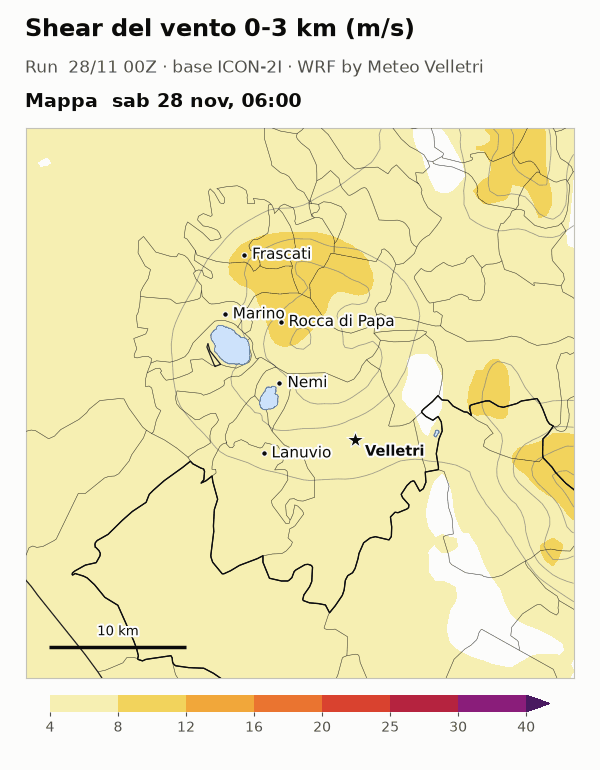 Shear del vento 0-3 km (m/s)
Run  28/11 00Z · base ICON-2I · WRF by Meteo Velletri
Mappa  sab 28 nov, 06:00
Frascati
Marino
Rocca di Papa
Nemi
Velletri
Lanuvio
10 km
4 8 12 16 20 25 30 40